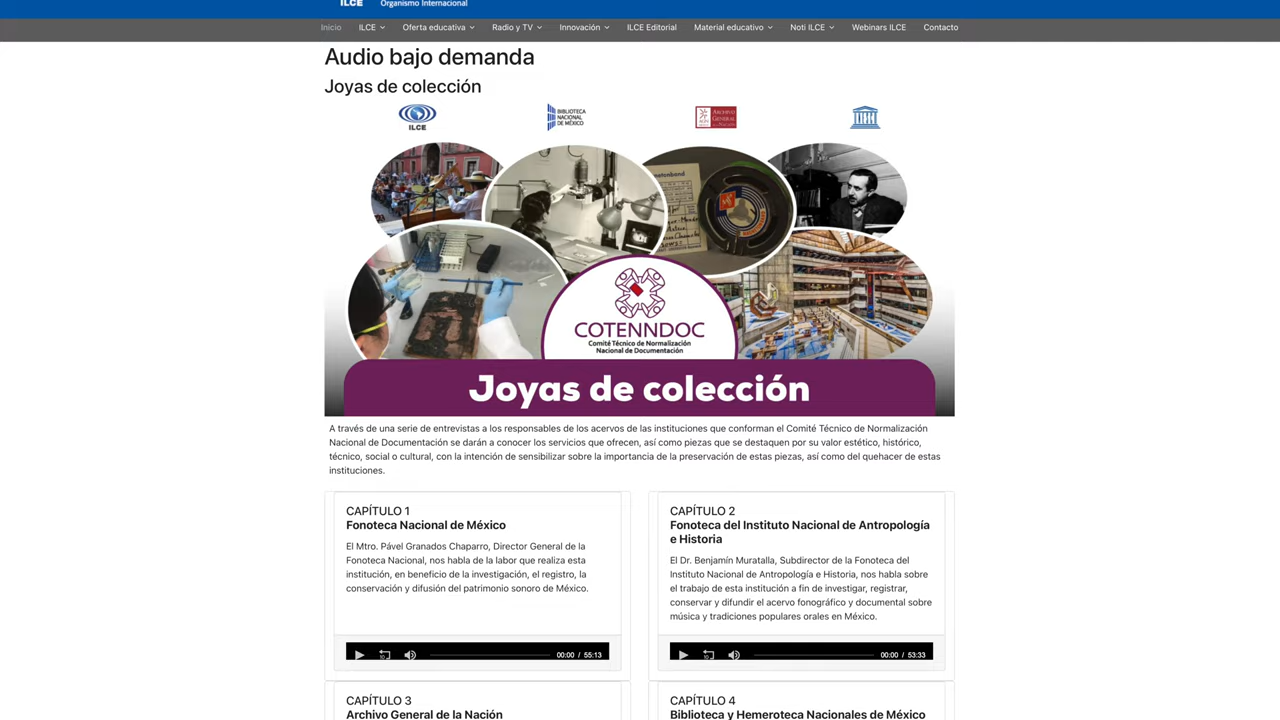 ILCE
Organismo Internacional
Inicio ILCE Oferta educativa Radio y TV Innovación ILCE Editorial Material educativo Noti ILCE Webinars ILCE Contacto
Audio bajo demanda
Joyas de colección
ILCE
BIBLIOTECA
NACIONAL
DE MÉXICO
ARCHIVO
GENERAL
COTENNDOC
Comité Técnico de Normalización
Nacional de Documentación
Joyas de colección
A través de una serie de entrevistas a los responsables de los acervos de las instituciones que conforman el Comité Técnico de Normalización
Nacional de Documentación se darán a conocer los servicios que ofrecen, así como piezas que se destaquen por su valor estético, histórico,
técnico, social o cultural, con la intención de sensibilizar sobre la importancia de la preservación de estas piezas, así como del quehacer de estas
instituciones.
CAPÍTULO 1
Fonoteca Nacional de México
El Mtro. Pável Granados Chaparro, Director General de la
Fonoteca Nacional, nos habla de la labor que realiza esta
institución, en beneficio de la investigación, el registro, la
conservación y difusión del patrimonio sonoro de México.
10 00:00 / 55:13
CAPÍTULO 2
Fonoteca del Instituto Nacional de Antropología
e Historia
El Dr. Benjamín Muratalla, Subdirector de la Fonoteca del
Instituto Nacional de Antropología e Historia, nos habla sobre
el trabajo de esta institución a fin de investigar, registrar,
conservar y difundir el acervo fonográfico y documental sobre
música y tradiciones populares orales en México.
10 00:00 / 53:33
CAPÍTULO 3
Archivo General de la Nación
CAPÍTULO 4
Biblioteca y Hemeroteca Nacionales de México